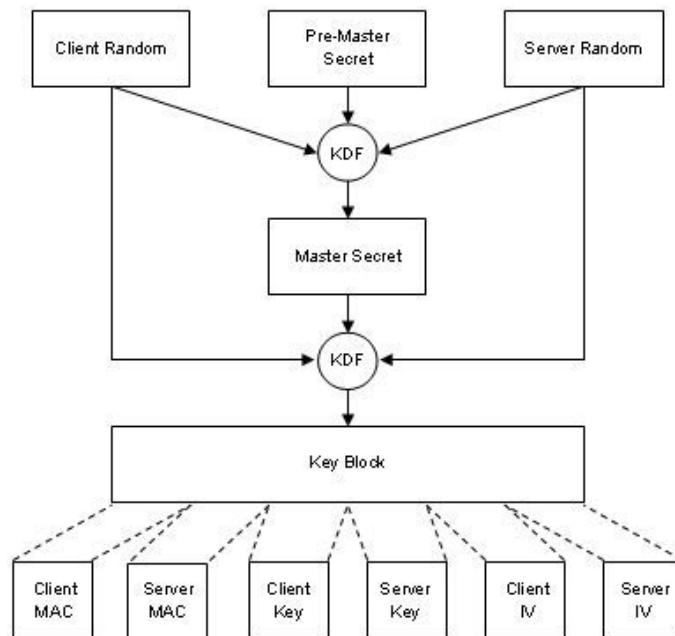 Client Random
Pre-Master
Secret
Server Random
KDF
Master Secret
KDF
Key Block
Client
MAC
Server
MAC
Client
Key
Server
Key
Client
IV
Server
IV